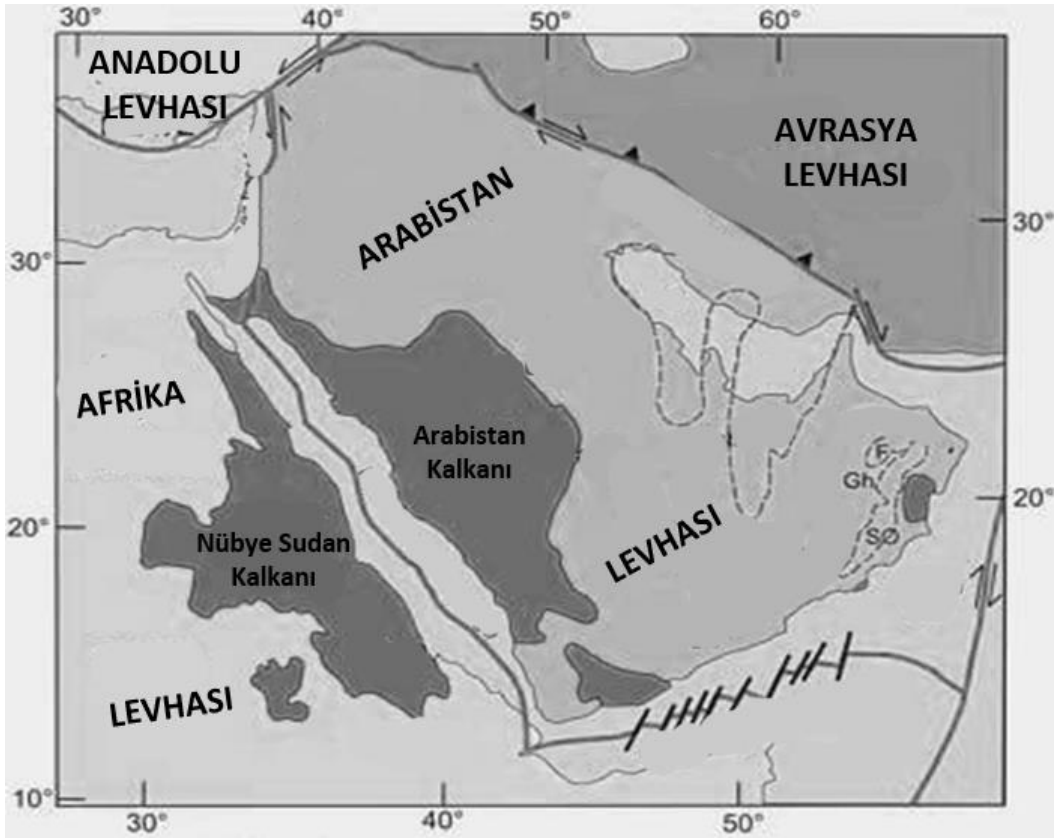 30° 40° 50° 60°
ANADOLU
LEVHASI
AVRASYA
LEVHASI
ARABİSTAN
30°
30°
AFRİKA
Arabistan
Kalkanı
F
Gh
20°
20°
SØ
Nübye Sudan
Kalkanı
LEVHASI
LEVHASI
10°
30° 40° 50°